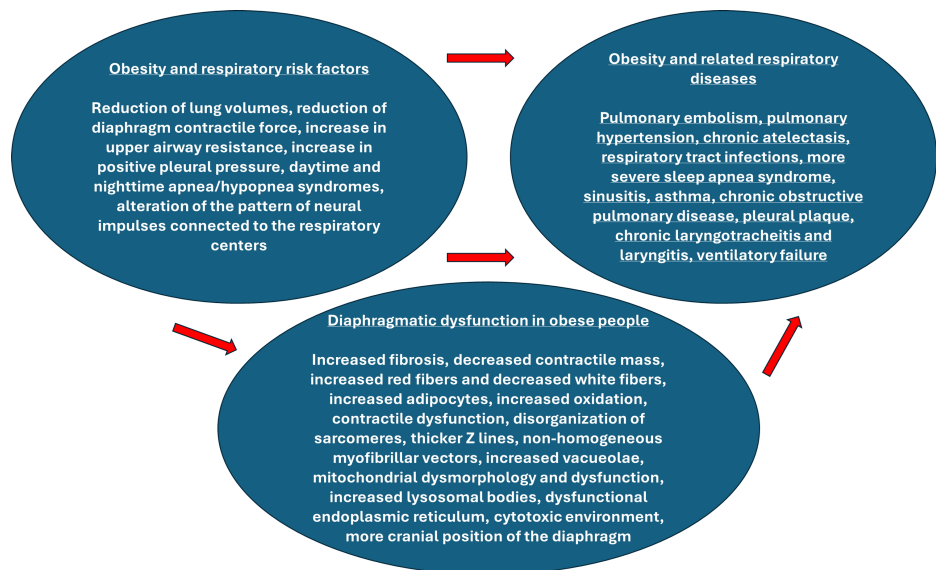 Obesity and respiratory risk factors
Reduction of lung volumes, reduction of
diaphragm contractile force, increase in
upper airway resistance, increase in
positive pleural pressure, daytime and
nighttime apnea/hypopnea syndromes,
alteration of the pattern of neural
impulses connected to the respiratory
centers
Obesity and related respiratory
diseases
Pulmonary embolism, pulmonary
hypertension, chronic atelectasis,
respiratory tract infections, more
severe sleep apnea syndrome,
sinusitis, asthma, chronic obstructive
pulmonary disease, pleural plaque,
chronic laryngotracheitis and
laryngitis, ventilatory failure
Diaphragmatic dysfunction in obese people
Increased fibrosis, decreased contractile mass,
increased red fibers and decreased white fibers,
increased adipocytes, increased oxidation,
contractile dysfunction, disorganization of
sarcomeres, thicker Z lines, non-homogeneous
myofibrillar vectors, increased vacueolae,
mitochondrial dysmorphology and dysfunction,
increased lysosomal bodies, dysfunctional
endoplasmic reticulum, cytotoxic environment,
more cranial position of the diaphragm